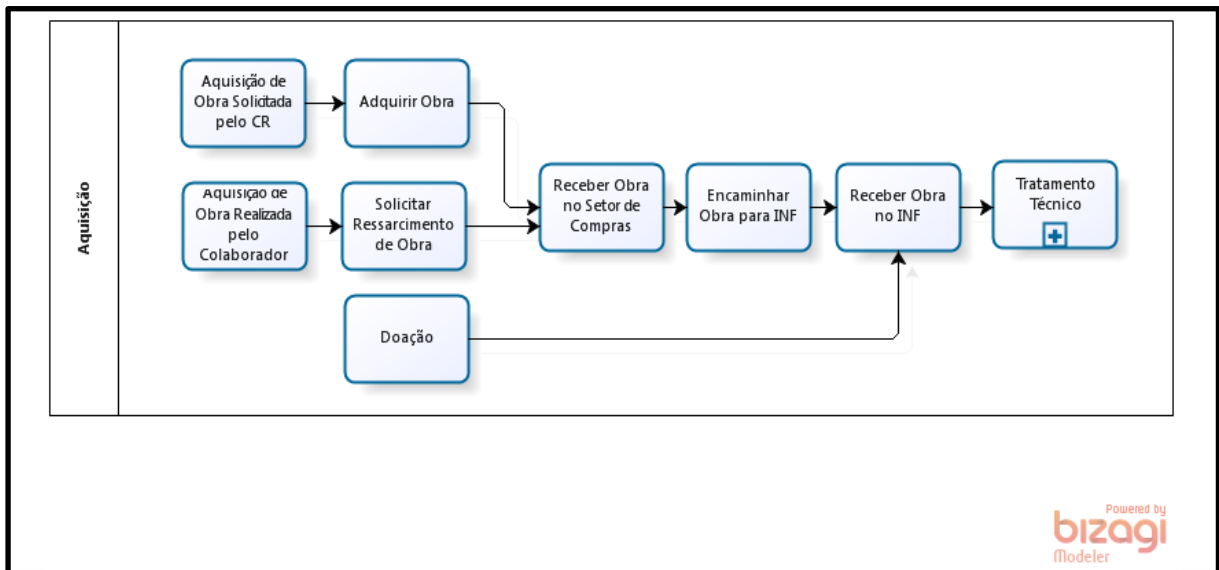 Aquisição
Aquisição de
Obra Solicitada
pelo CR
Adquirir Obra
Aquisição de
Obra Realizada
pelo
Colaborador
Solicitar
Ressarcimento
de Obra
Doação
Receber Obra
no Setor de
Compras
Encaminhar
Obra para INF
Receber Obra
no INF
Tratamento
Técnico
Powered by
bizagi
Modeler